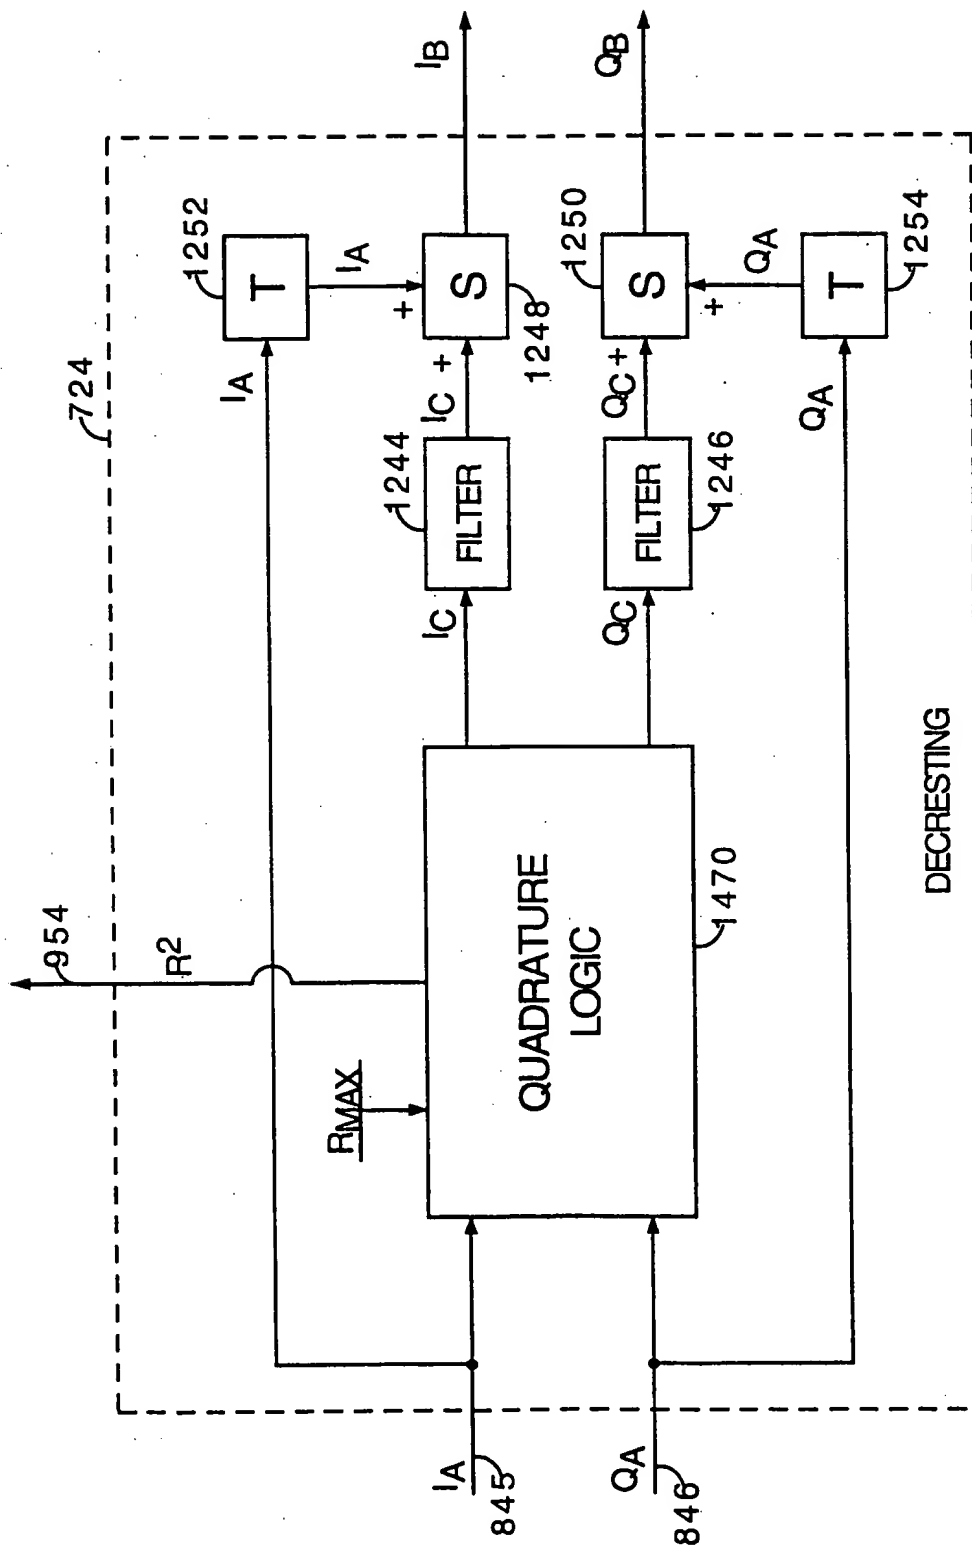 954
724
R2
IA
1252
T
IA
IB
RMAX
+
IC
1244
FILTER
IC +
S
1248
IA
845
QUADRATURE
LOGIC
QC
FILTER
1246
QC+
S
1250
QB
QA
846
1470
+
QA
QA
T
1254
DECRESTING